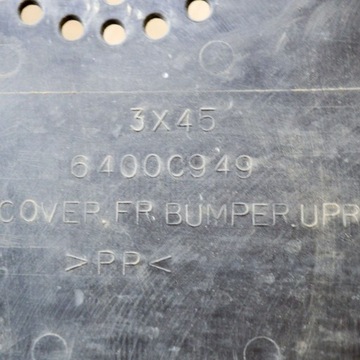 3X45
6400C949
COVER,FR.BUMPER,UPR
>PP<